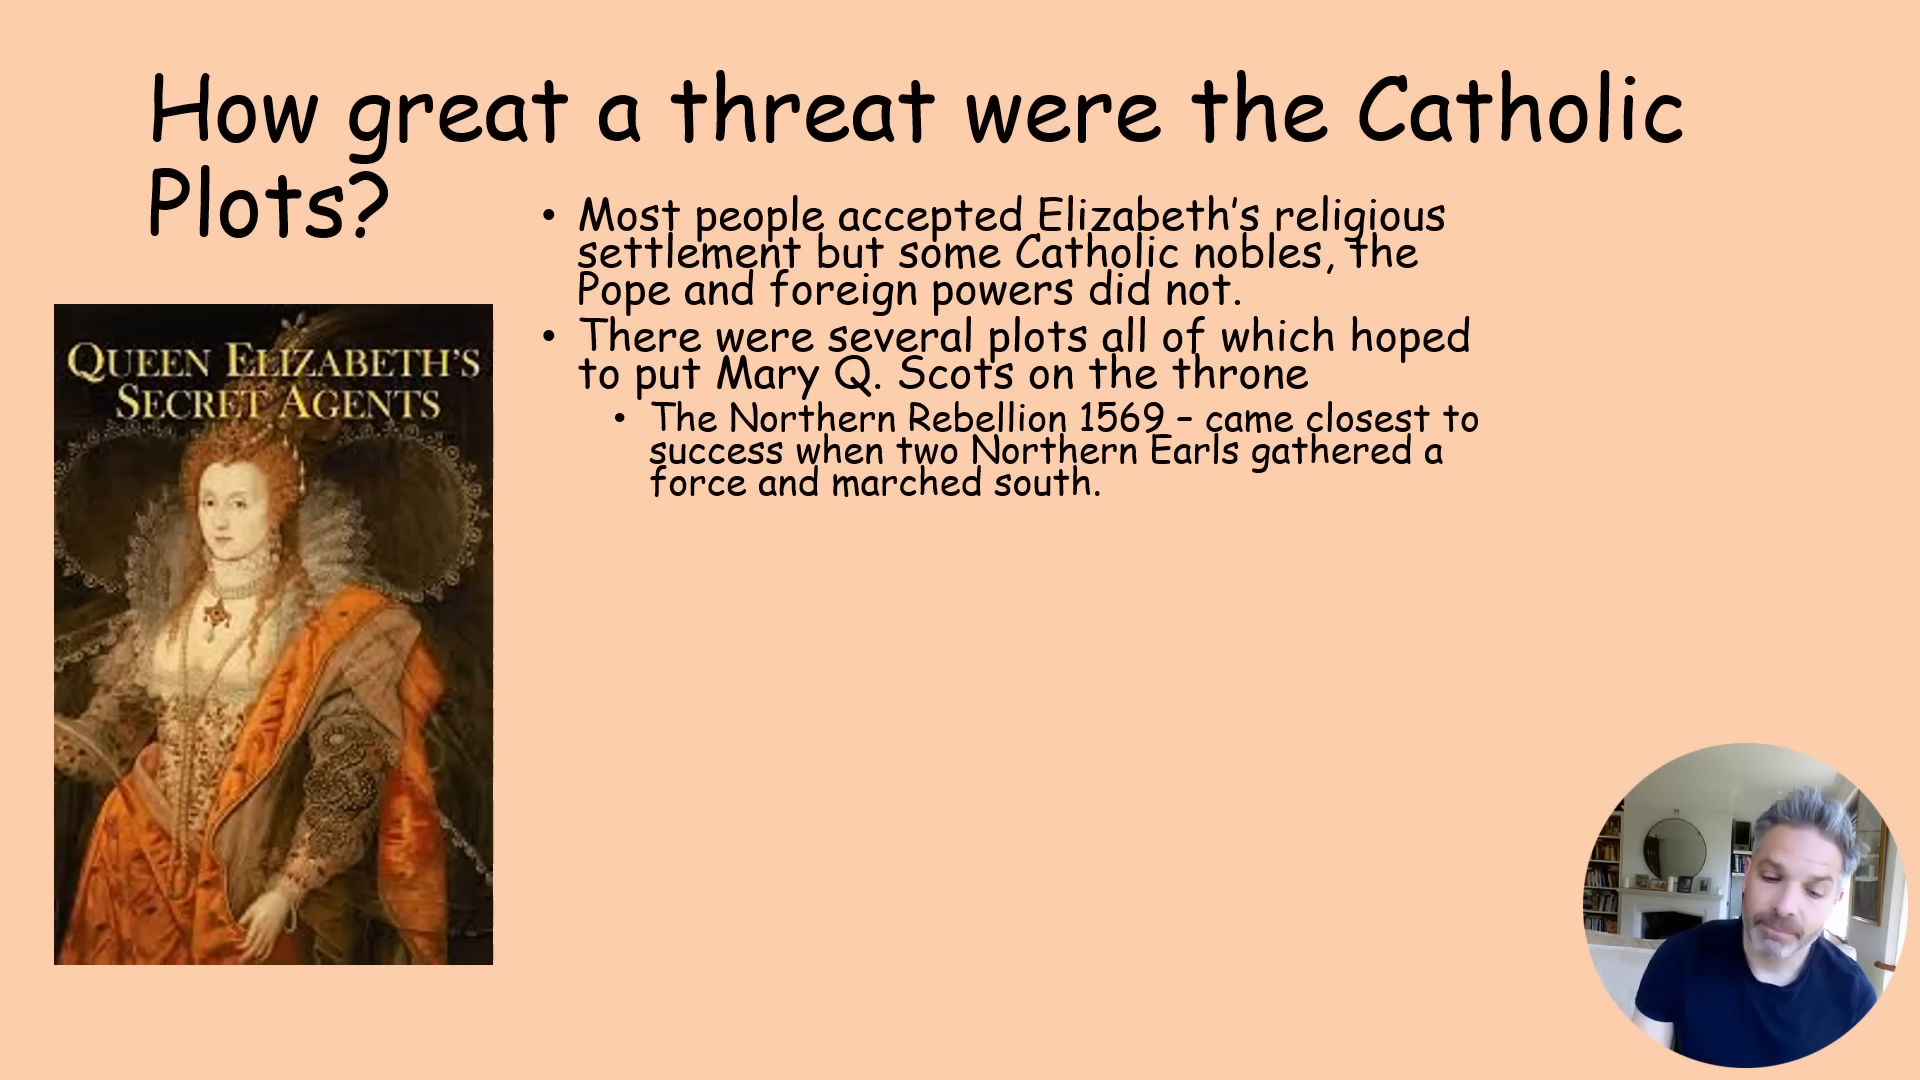 How great a threat were the Catholic
Plots?
• Most people accepted Elizabeth’s religious
settlement but some Catholic nobles, the
Pope and foreign powers did not.
• There were several plots all of which hoped
to put Mary Q. Scots on the throne
• The Northern Rebellion 1569 – came closest to
success when two Northern Earls gathered a
force and marched south.
QUEEN ELIZABETH’S
SECRET AGENTS